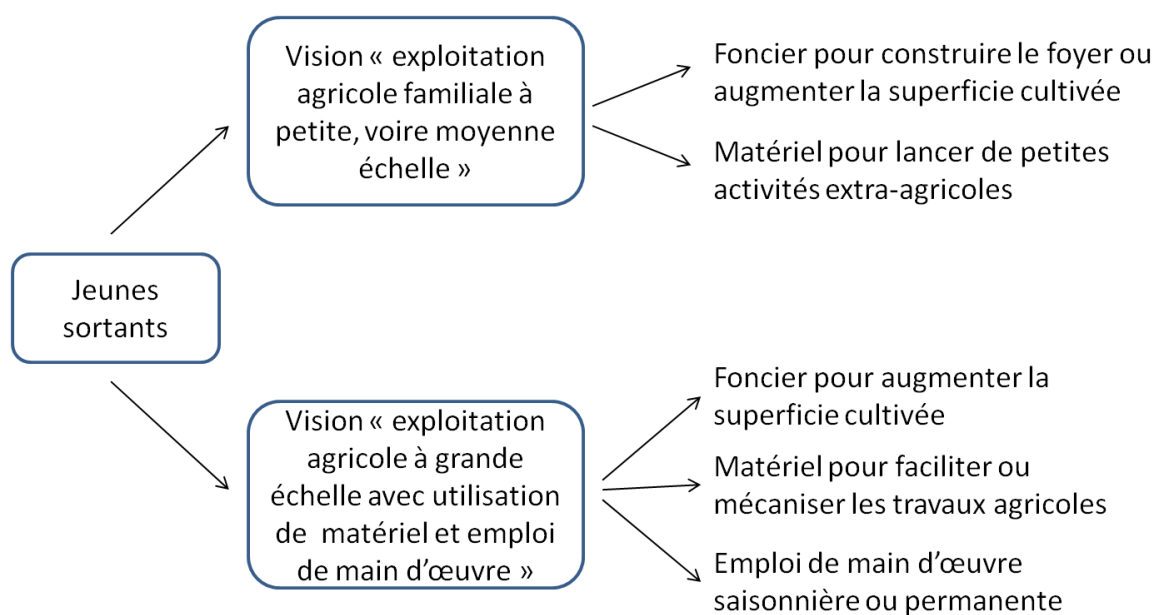 Vision « exploitation
agricole familiale à
petite, voire moyenne
échelle »
Foncier pour construire le foyer ou
augmenter la superficie cultivée
Matériel pour lancer de petites
activités extra-agricoles
Jeunes
sortants
Vision « exploitation
agricole à grande
échelle avec utilisation
de matériel et emploi
de main d’œuvre »
Foncier pour augmenter la
superficie cultivée
Matériel pour faciliter ou
mécaniser les travaux agricoles
Emploi de main d’œuvre
saisonnière ou permanente